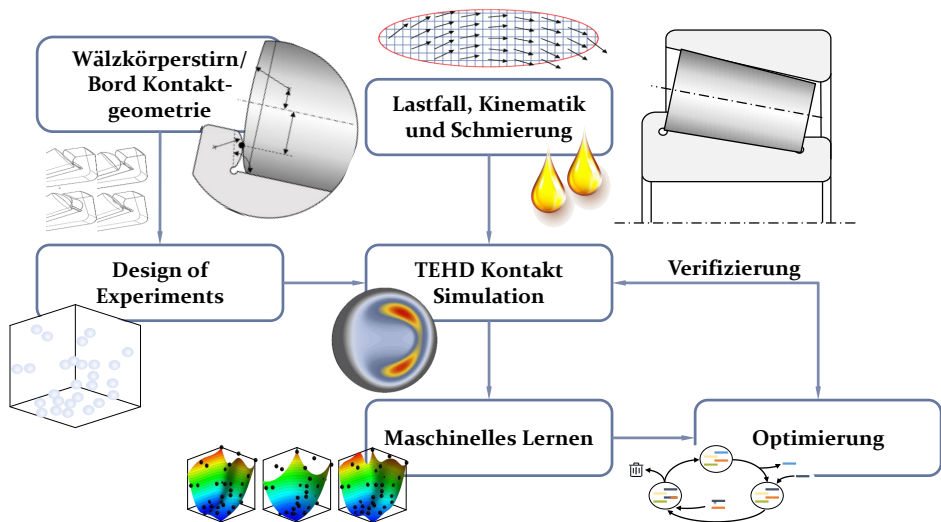 Wälzkörperstirn/
Bord Kontakt-
geometrie
Lastfall, Kinematik
und Schmierung
Design of
Experiments
TEHD Kontakt
Simulation
Verifizierung
Maschinelles Lernen
Optimierung